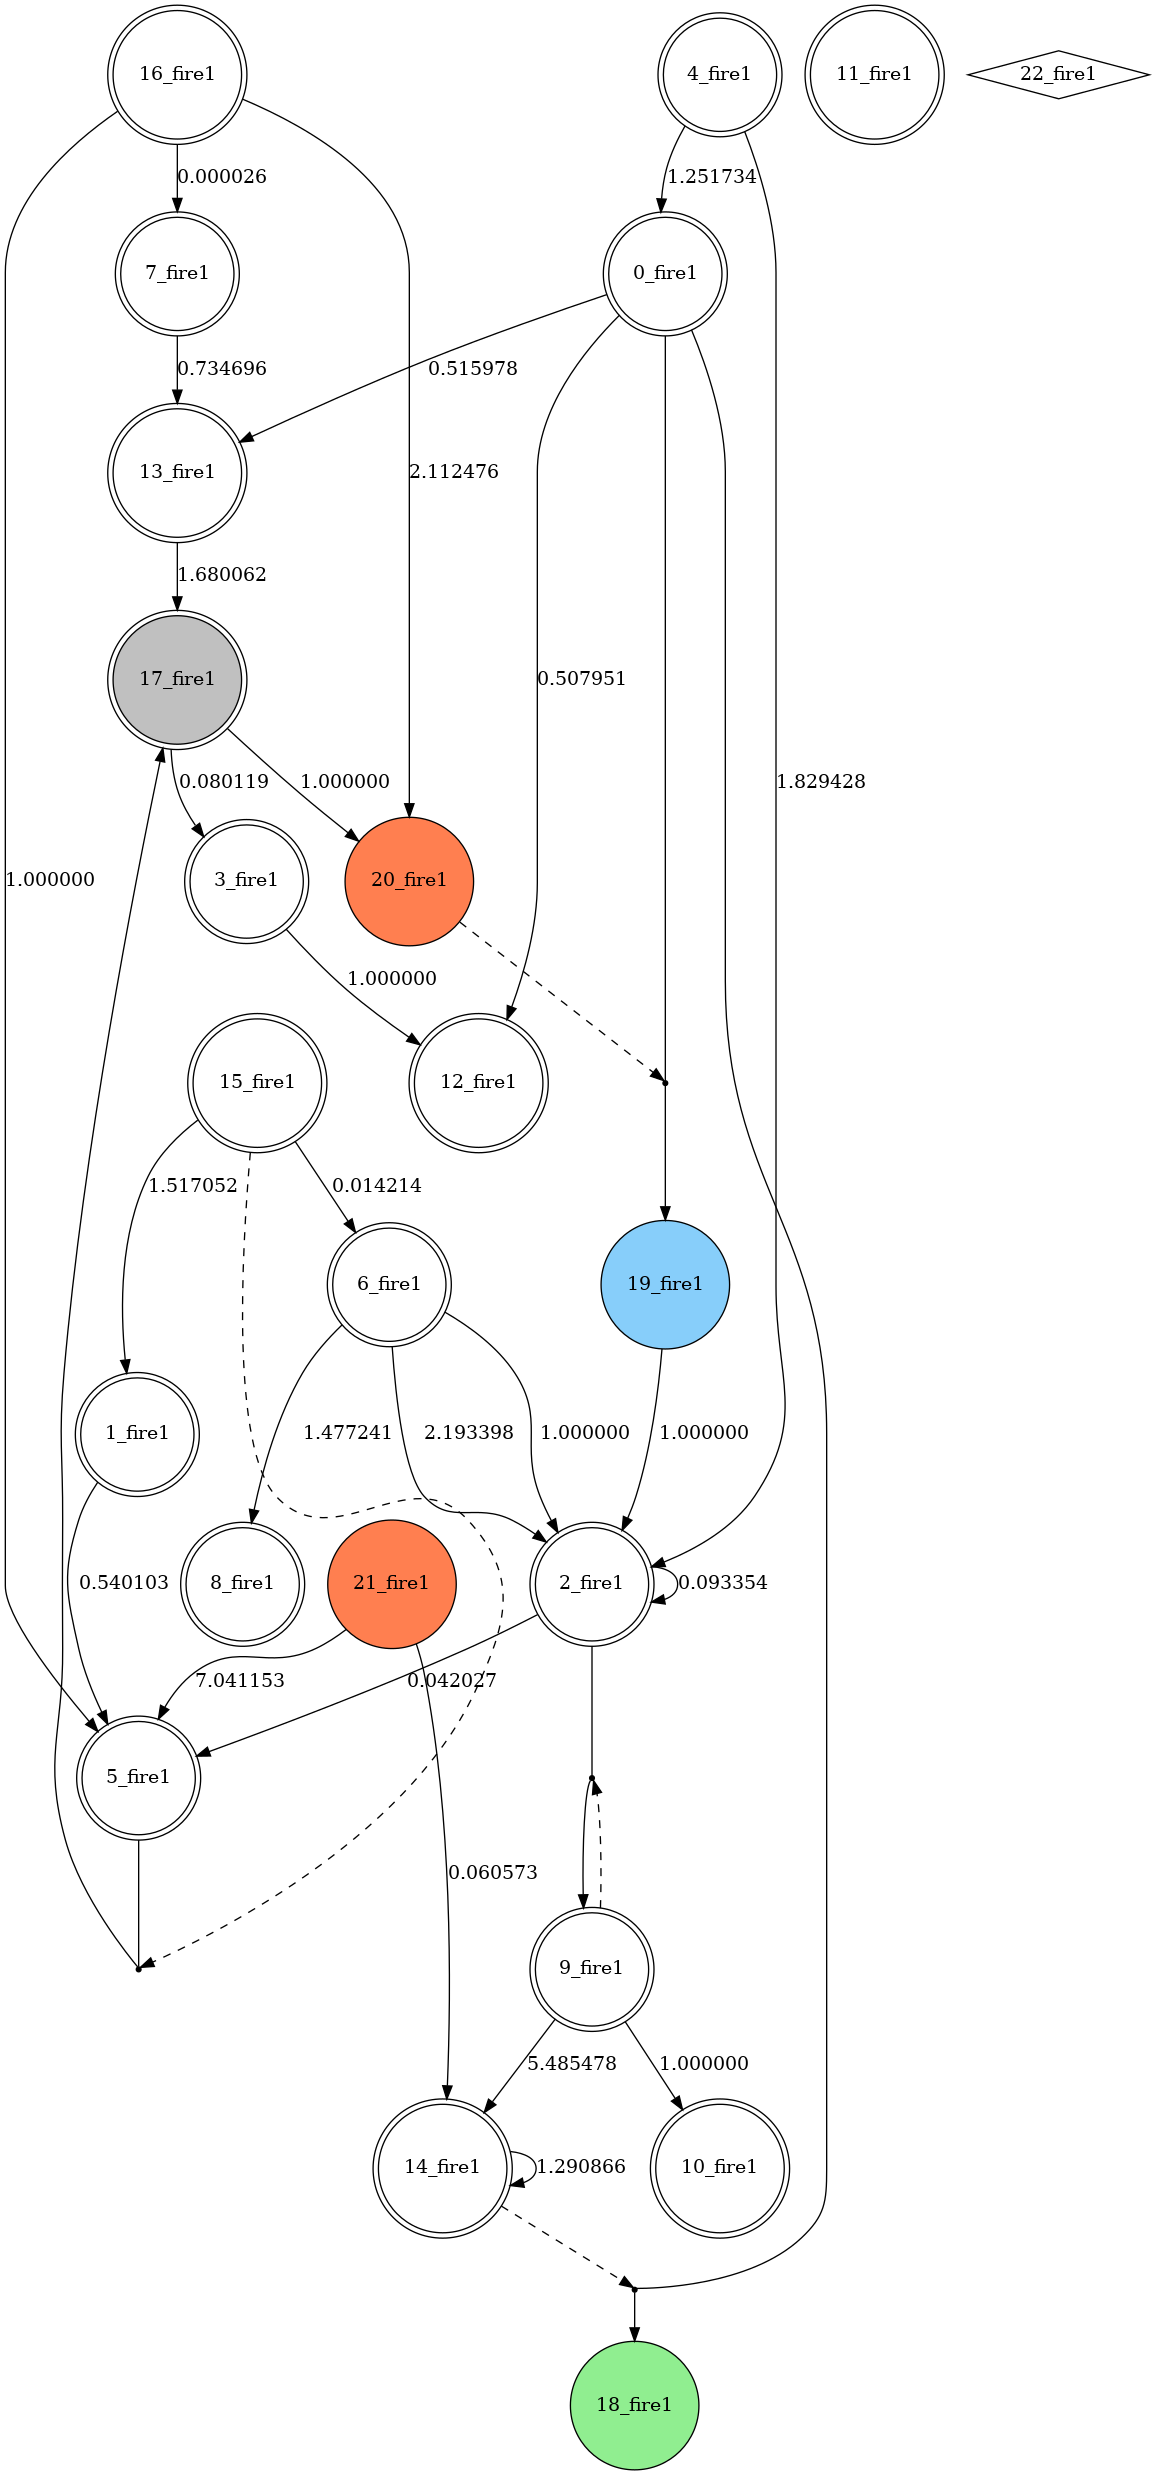 16_fire1
4_fire1
11_fire1
22_fire1
0.000026
1.251734
7_fire1
0_fire1
0.734696
0.515978
13_fire1
2.112476
1.680062
17_fire1
0.507951
0.080119
1.000000
1.829428
1.000000
3_fire1
20_fire1
1.000000
15_fire1
12_fire1
1.517052
0.014214
6_fire1
19_fire1
1_fire1
1.477241
2.193398
1.000000
1.000000
0.540103
8_fire1
21_fire1
2_fire1
0.093354
7.041153
0.042027
5_fire1
0.060573
9_fire1
5.485478
1.000000
14_fire1
1.290866
10_fire1
18_fire1